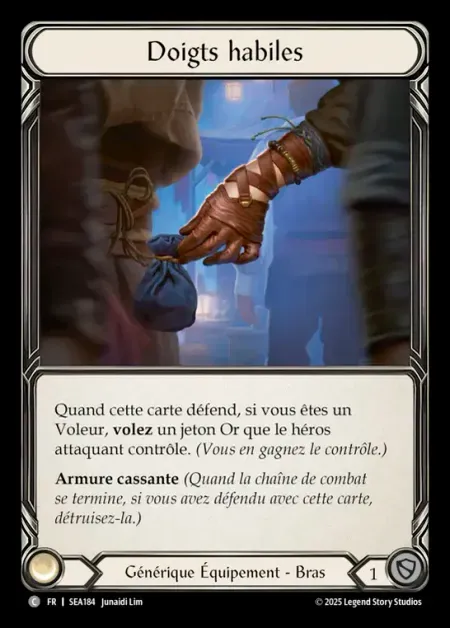 Doigts habiles
Quand cette carte défend, si vous êtes un
Voleur, volez un jeton Or que le héros
attaquant contrôle. (Vous en gagnez le contrôle.)
Armure cassante (Quand la chaîne de combat
se termine, si vous avez défendu avec cette carte,
détruisez-la.)
Générique Équipement - Bras
1
C FR | SEA184 Junaidi Lim
© 2025 Legend Story Studios